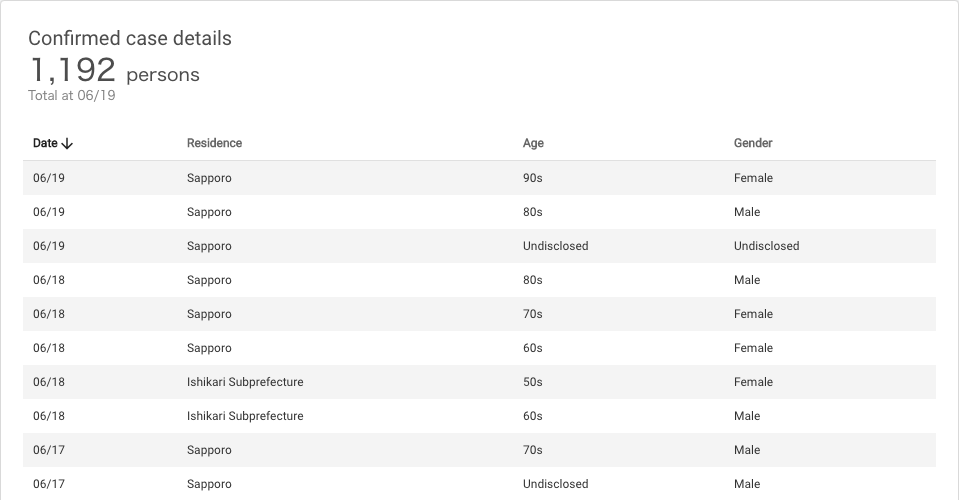 Confirmed case details
1,192 persons
Total at 06/19
Date Residence Age Gender
06/19 Sapporo 90s Female
06/19 Sapporo 80s Male
06/19 Sapporo Undisclosed Undisclosed
06/18 Sapporo 80s Male
06/18 Sapporo 70s Female
06/18 Sapporo 60s Female
06/18 Ishikari Subprefecture 50s Female
06/18 Ishikari Subprefecture 60s Male
06/17 Sapporo 70s Male
06/17 Sapporo Undisclosed Male